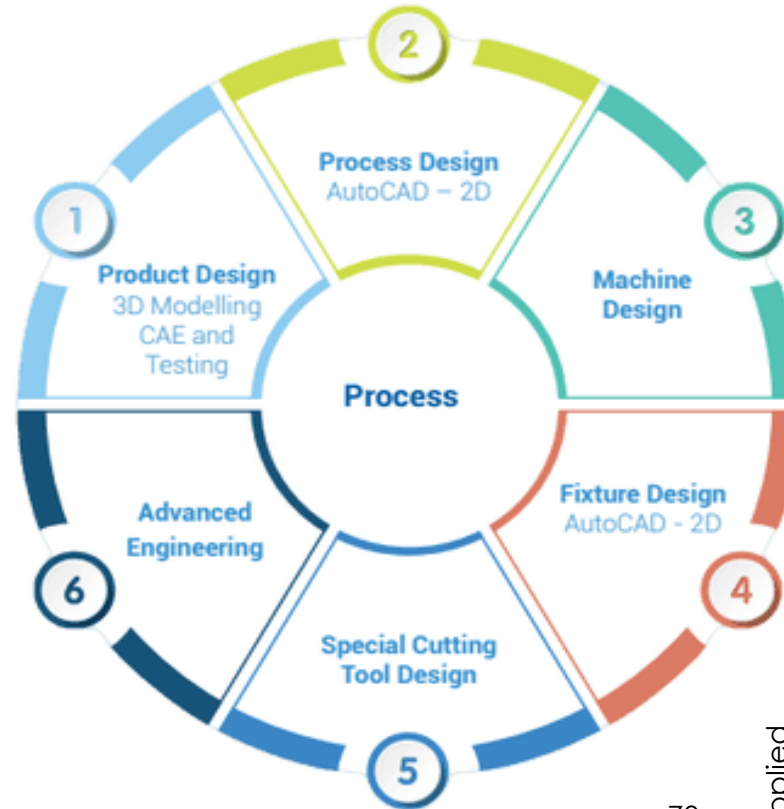 2
Process Design
AutoCAD – 2D
1
Product Design
3D Modelling
CAE and
Testing
3
Machine
Design
Process
4
Fixture Design
AutoCAD - 2D
5
Special Cutting
Tool Design
6
Advanced
Engineering